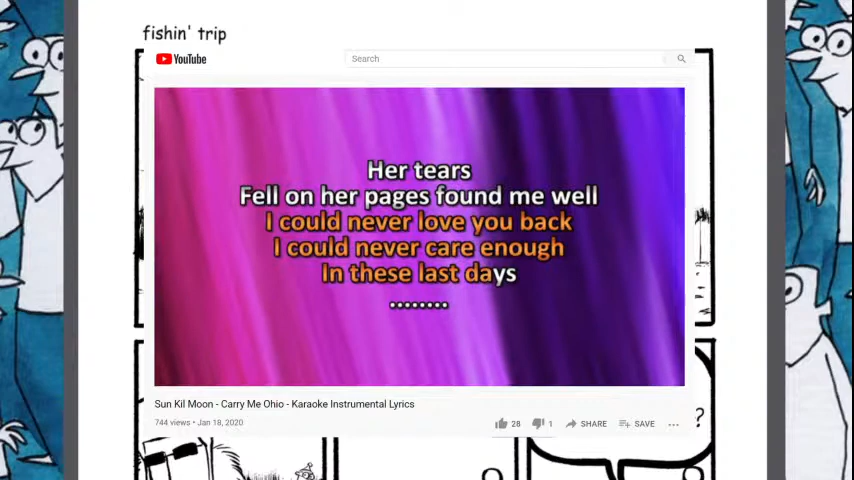 fishin' trip
YouTube
Search
Her tears
Fell on her pages found me well
I could never love you back
I could never care enough
In these last days
........
Sun Kil Moon - Carry Me Ohio - Karaoke Instrumental Lyrics
744 views • Jan 18, 2020
28
1
SHARE
SAVE
...
?